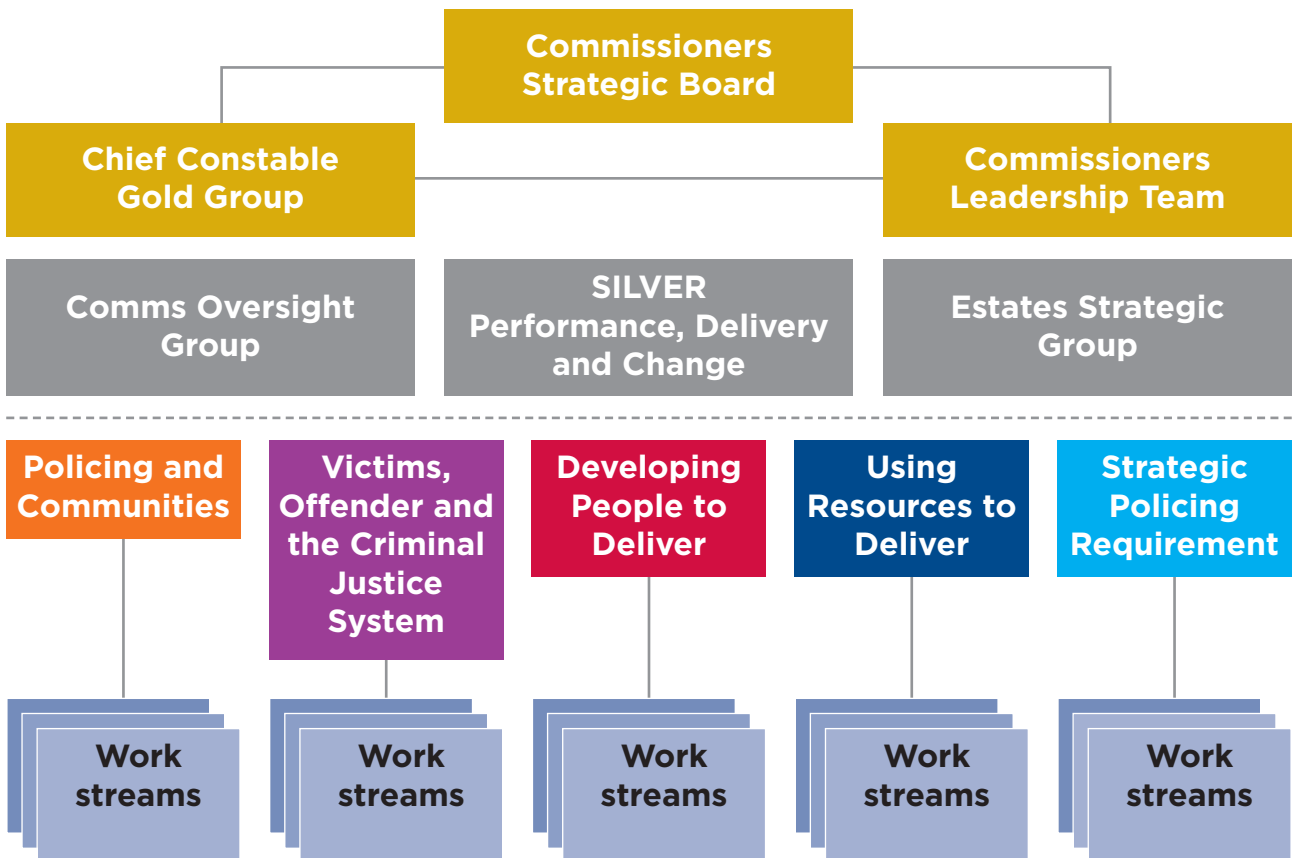 Commissioners
Strategic Board
Chief Constable
Gold Group
Commissioners
Leadership Team
Comms Oversight
Group
SILVER
Performance, Delivery
and Change
Estates Strategic
Group
Policing and
Communities
Victims,
Offender and
the Criminal
Justice
System
Developing
People to
Deliver
Using
Resources to
Deliver
Strategic
Policing
Requirement
Work
streams
Work
streams
Work
streams
Work
streams
Work
streams